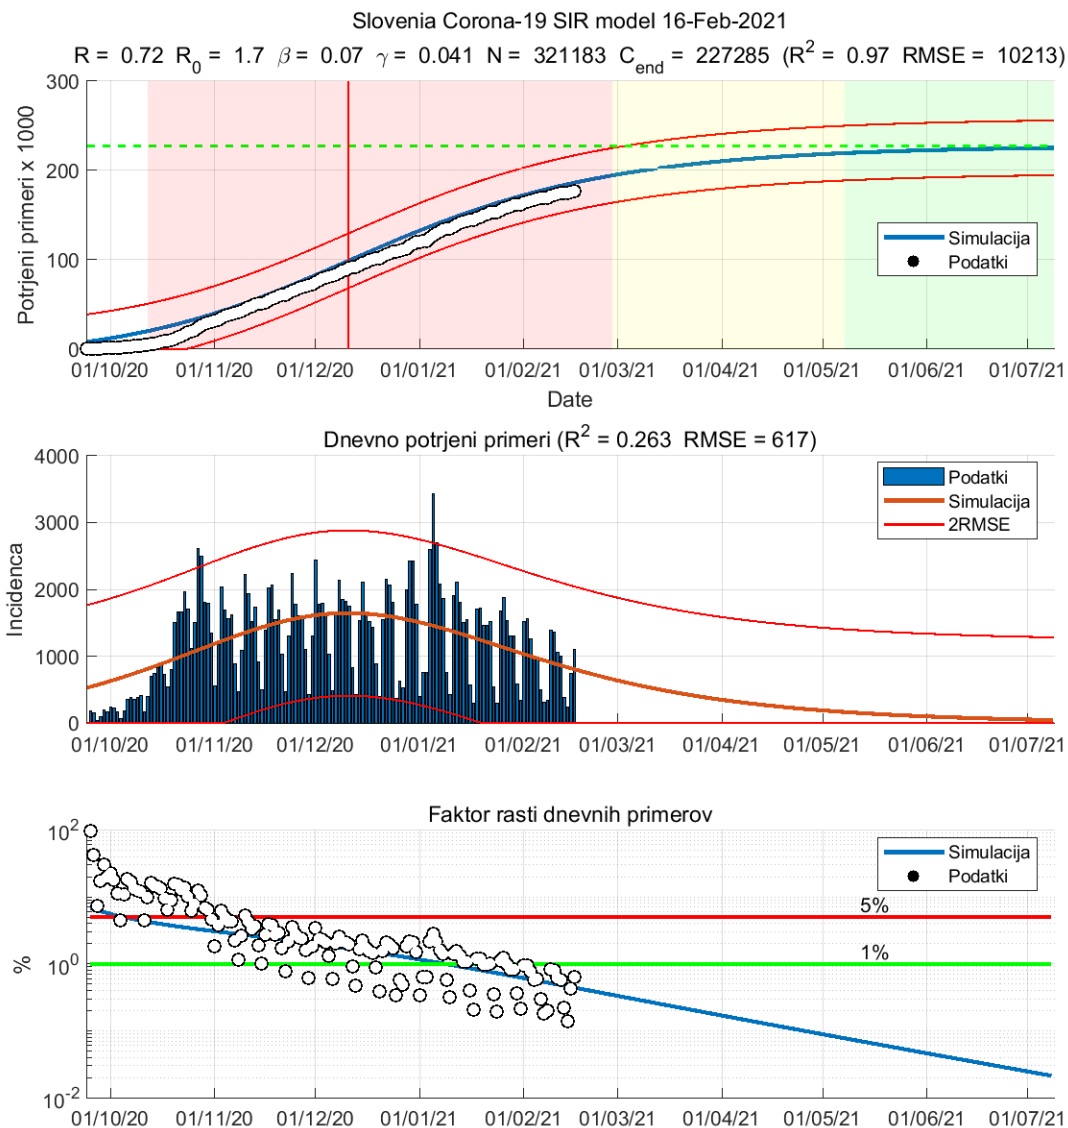 Slovenia Corona-19 SIR model 16-Feb-2021
R = 0.72 R0 = 1.7 β = 0.07 γ = 0.041 N = 321183 Cend = 227285 (R2 = 0.97 RMSE = 10213)
Potrjeni primeri x 1000
300
200
100
0
Simulacija
Podatki
01/10/20 01/11/20 01/12/20 01/01/21 01/02/21 01/03/21 01/04/21 01/05/21 01/06/21 01/07/21
Date
Dnevno potrjeni primeri (R2 = 0.263 RMSE = 617)
Incidenca
4000
3000
2000
1000
0
Podatki
Simulacija
2RMSE
01/10/20 01/11/20 01/12/20 01/01/21 01/02/21 01/03/21 01/04/21 01/05/21 01/06/21 01/07/21
Faktor rasti dnevnih primerov
%
10^2
10^0
10^-2
Simulacija
Podatki
5%
1%
01/10/20 01/11/20 01/12/20 01/01/21 01/02/21 01/03/21 01/04/21 01/05/21 01/06/21 01/07/21